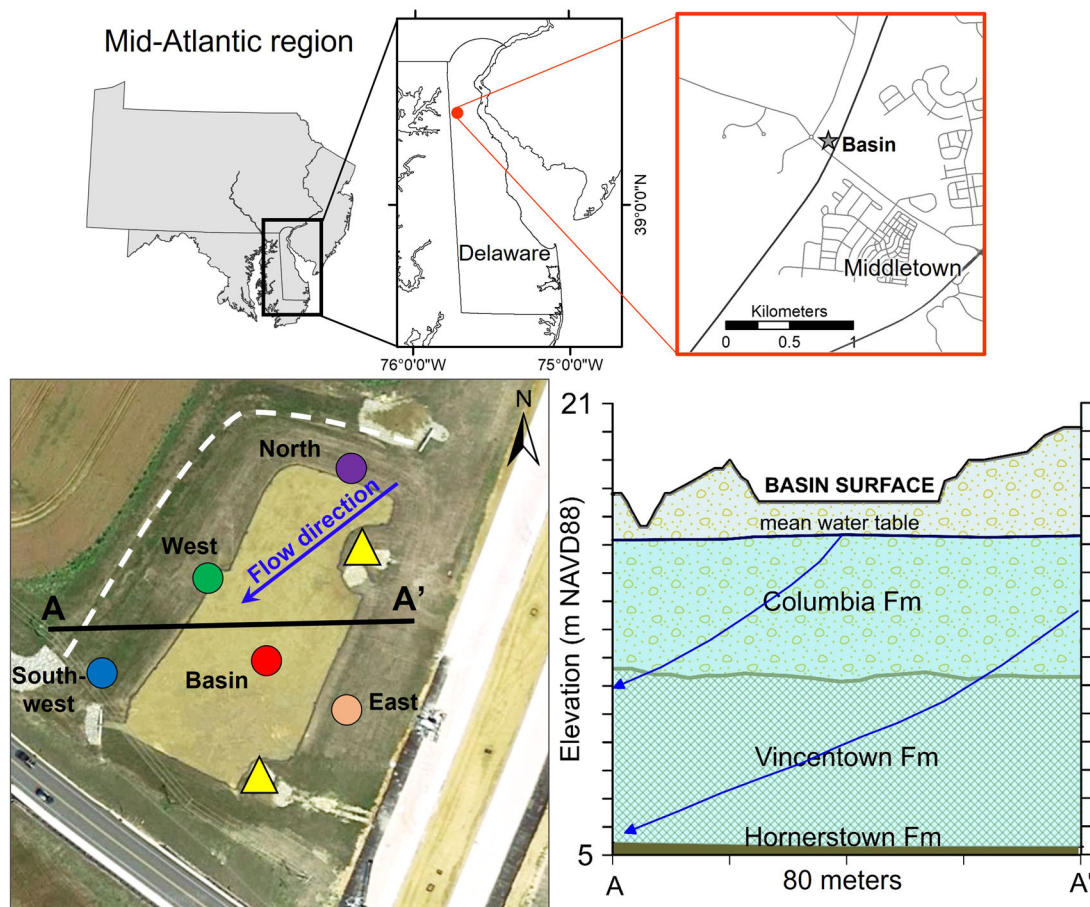 Mid-Atlantic region
Delaware
39°0'0"N
76°0'0"W
75°0'0"W
Basin
Middletown
Kilometers
0 0.5 1
N
North
Flow direction
West
A
A'
South-
west
Basin
East
21
Elevation (m NAVD88)
5
BASIN SURFACE
mean water table
Columbia Fm
Vincentown Fm
Hornerstown Fm
A
80 meters
A'